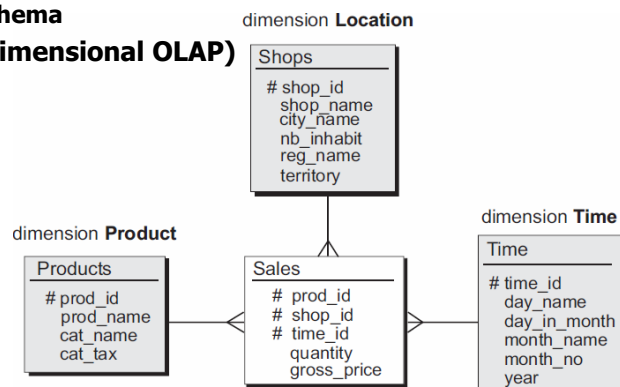 hema
imensional OLAP)
dimension Location
Shops
# shop_id
shop_name
city_name
nb_inhabit
reg_name
territory
dimension Product
Products
# prod_id
prod_name
cat_name
cat_tax
Sales
# prod_id
# shop_id
# time_id
quantity
gross_price
dimension Time
Time
# time_id
day_name
day_in_month
month_name
month_no
year